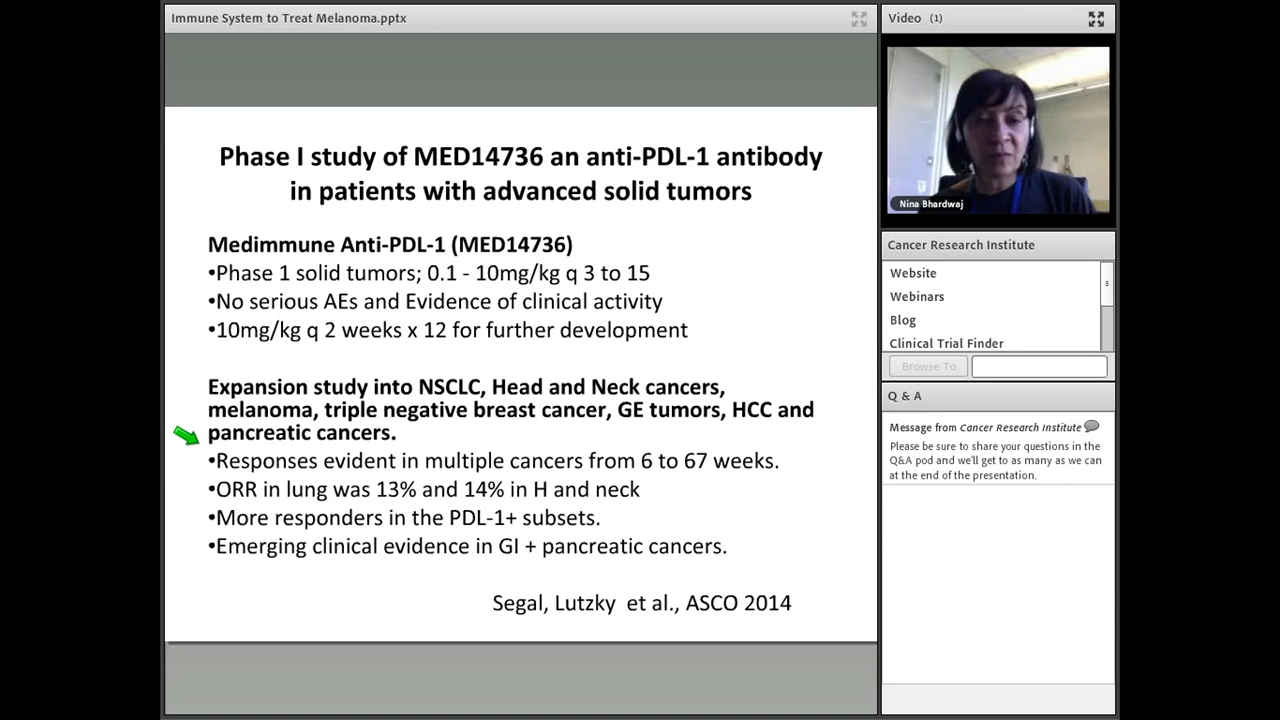 Immune System to Treat Melanoma.pptx
Phase I study of MED14736 an anti-PDL-1 antibody
in patients with advanced solid tumors
Medimmune Anti-PDL-1 (MED14736)
•Phase 1 solid tumors; 0.1 - 10mg/kg q 3 to 15
•No serious AEs and Evidence of clinical activity
•10mg/kg q 2 weeks x 12 for further development
Expansion study into NSCLC, Head and Neck cancers,
melanoma, triple negative breast cancer, GE tumors, HCC and
pancreatic cancers.
•Responses evident in multiple cancers from 6 to 67 weeks.
•ORR in lung was 13% and 14% in H and neck
•More responders in the PDL-1+ subsets.
•Emerging clinical evidence in GI + pancreatic cancers.
Segal, Lutzky et al., ASCO 2014
Video (1)
Nina Bhardwaj
Cancer Research Institute
Website
Webinars
Blog
Clinical Trial Finder
Browse To
Q & A
Message from Cancer Research Institute
Please be sure to share your questions in the
Q&A pod and we'll get to as many as we can
at the end of the presentation.